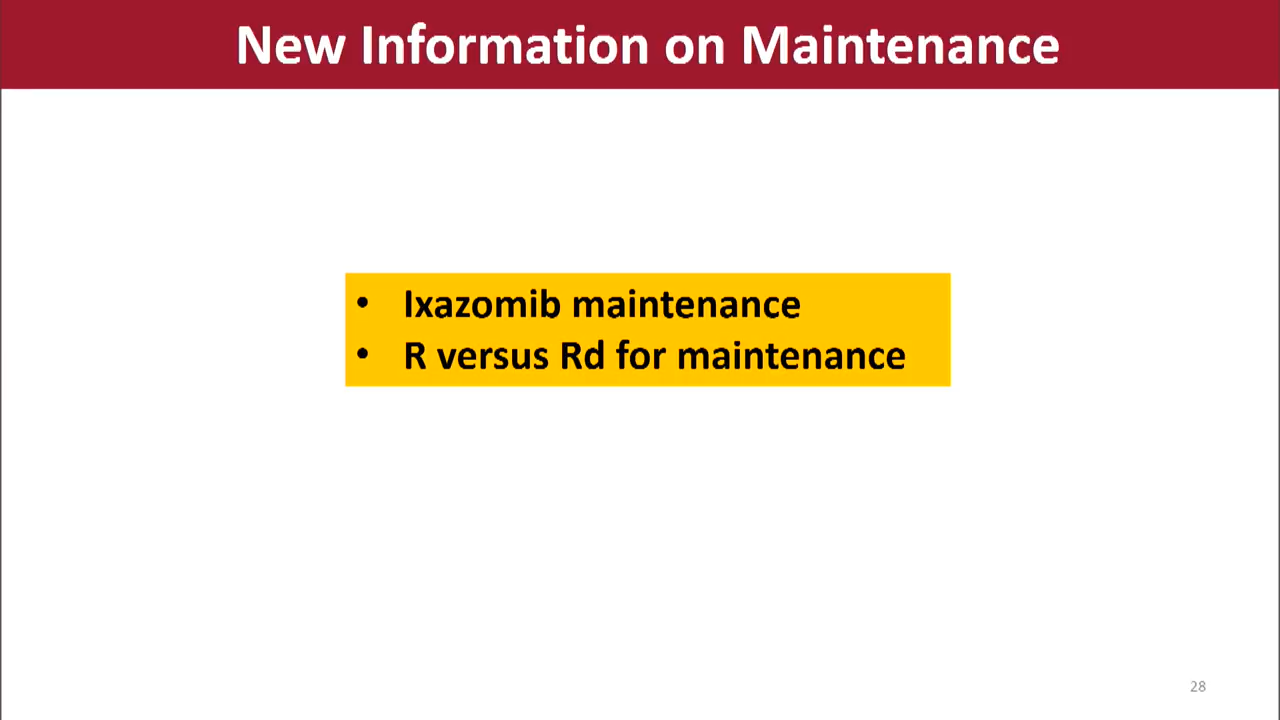 New Information on Maintenance
• Ixazomib maintenance
• R versus Rd for maintenance
28